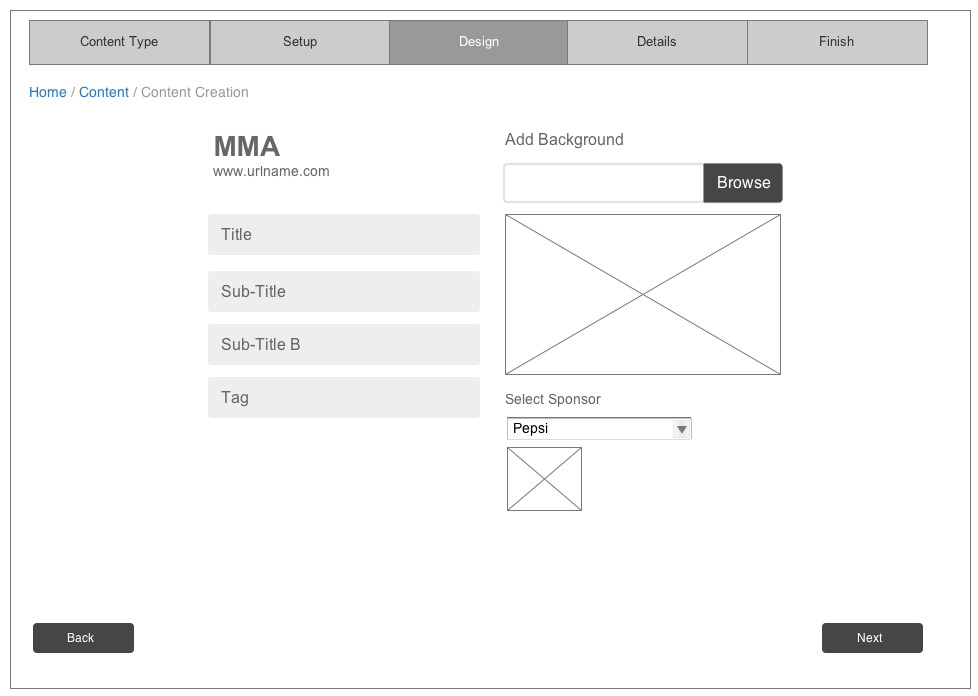 Content Type
Setup
Design
Details
Finish
Home / Content / Content Creation
MMA
www.urlname.com
Title
Sub-Title
Sub-Title B
Tag
Add Background
Browse
Select Sponsor
Pepsi
Back
Next